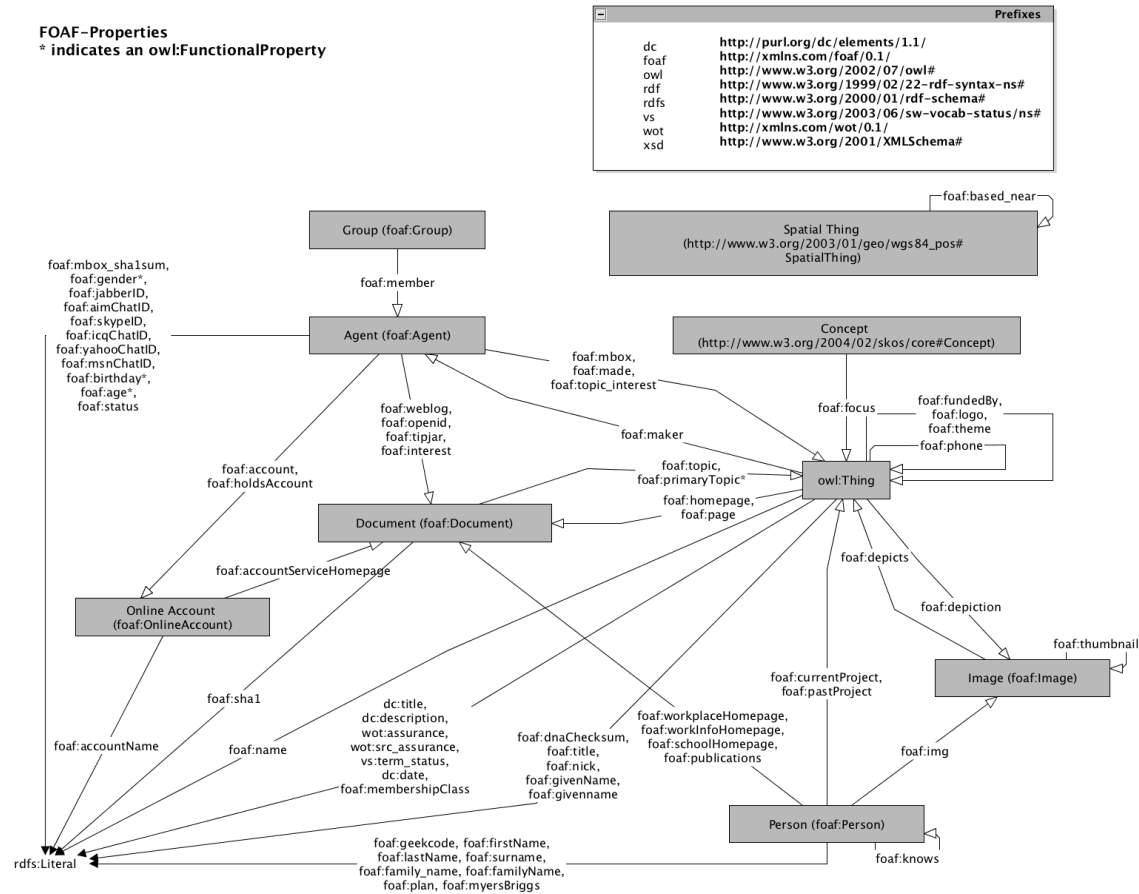 FOAF-Properties
* indicates an owl:FunctionalProperty
Prefixes
dc http://purl.org/dc/elements/1.1/
foaf http://xmlns.com/foaf/0.1/
owl http://www.w3.org/2002/07/owl#
rdf http://www.w3.org/1999/02/22-rdf-syntax-ns#
rdfs http://www.w3.org/2000/01/rdf-schema#
vs http://www.w3.org/2003/06/sw-vocab-status/ns#
wot http://xmlns.com/wot/0.1/
xsd http://www.w3.org/2001/XMLSchema#
foaf:based_near
Spatial Thing
(http://www.w3.org/2003/01/geo/wgs84_pos#
SpatialThing)
Group (foaf:Group)
foaf:member
foaf:mbox_sha1sum,
foaf:gender*,
foaf:jabberID,
foaf:aimChatID,
foaf:skypeID,
foaf:icqChatID,
foaf:yahooChatID,
foaf:msnChatID,
foaf:birthday*,
foaf:age*,
foaf:status
Agent (foaf:Agent)
Concept
(http://www.w3.org/2004/02/skos/core#Concept)
foaf:mbox,
foaf:made,
foaf:topic_interest
foaf:weblog,
foaf:openid,
foaf:tipjar,
foaf:interest
foaf:maker
foaf:focus
foaf:fundedBy,
foaf:logo,
foaf:theme
foaf:phone
foaf:account,
foaf:holdsAccount
foaf:topic,
foaf:primaryTopic*
owl:Thing
foaf:homepage,
foaf:page
Document (foaf:Document)
foaf:accountServiceHomepage
foaf:depicts
foaf:depiction
Online Account
(foaf:OnlineAccount)
foaf:thumbnail
Image (foaf:Image)
foaf:currentProject,
foaf:pastProject
foaf:sha1
foaf:accountName
foaf:name
dc:title,
dc:description,
wot:assurance,
wot:src_assurance,
vs:term_status,
dc:date,
foaf:membershipClass
foaf:dnaChecksum,
foaf:title,
foaf:nick,
foaf:givenName,
foaf:givenname
foaf:workplaceHomepage,
foaf:workInfoHomepage,
foaf:schoolHomepage,
foaf:publications
foaf:img
Person (foaf:Person)
foaf:knows
rdfs:Literal
foaf:geekcode, foaf:firstName,
foaf:lastName, foaf:surname,
foaf:family_name, foaf:familyName,
foaf:plan, foaf:myersBriggs